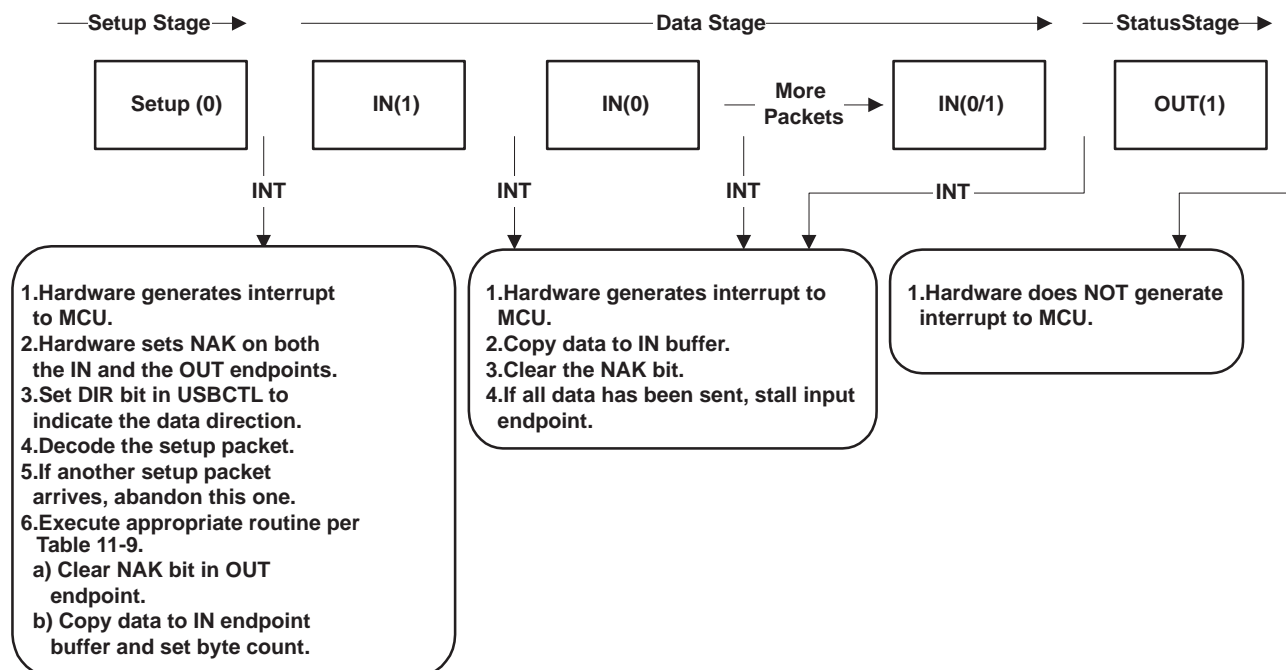 Setup Stage
Data Stage
StatusStage
Setup (0)
IN(1)
IN(0)
More
Packets
IN(0/1)
OUT(1)
INT
INT
INT
INT
1.Hardware generates interrupt
to MCU.
2.Hardware sets NAK on both
the IN and the OUT endpoints.
3.Set DIR bit in USBCTL to
indicate the data direction.
4.Decode the setup packet.
5.If another setup packet
arrives, abandon this one.
6.Execute appropriate routine per
Table 11-9.
a) Clear NAK bit in OUT
endpoint.
b) Copy data to IN endpoint
buffer and set byte count.
1.Hardware generates interrupt to
MCU.
2.Copy data to IN buffer.
3.Clear the NAK bit.
4.If all data has been sent, stall input
endpoint.
1.Hardware does NOT generate
interrupt to MCU.